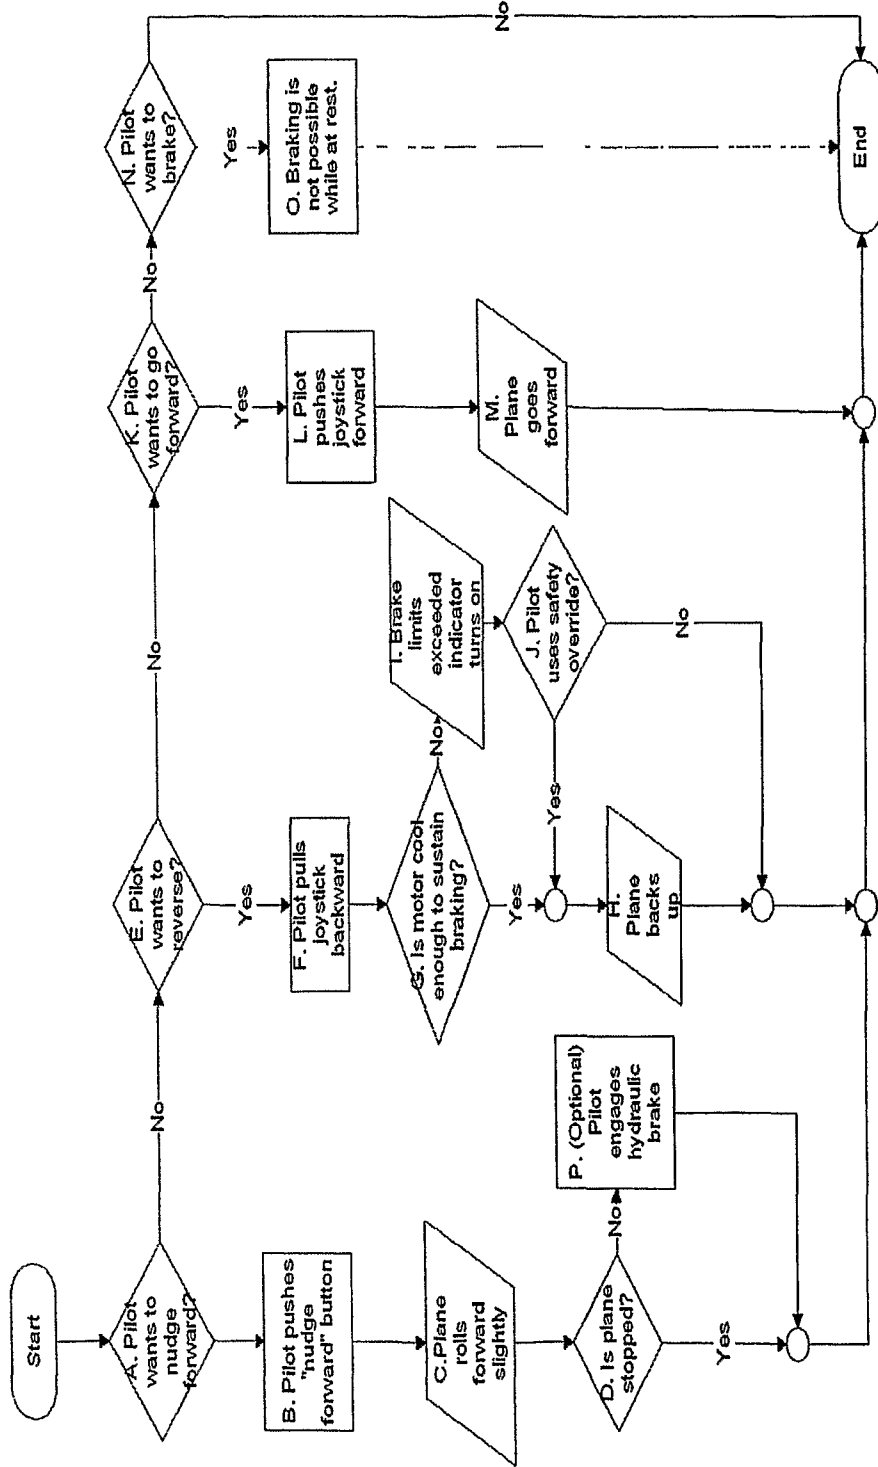 Start
A. Pilot
wants to
nudge
forward?
No
B. Pilot pushes
"nudge
forward" button
C.Plane
rolls
forward
slightly
D. Is plane
stopped?
No
P. (Optional)
Pilot
engages
hydraulic
brake
Yes
E. Pilot
wants to
reverse?
No
Yes
F. Pilot pulls
joystick
backward
G. Is motor cool
enough to sustain
braking?
No
Yes
I. Brake
limits
exceeded
indicator
turns on
J. Pilot
uses safety
override?
Yes
No
H.
Plane
backs
up
K. Pilot
wants to go
forward?
No
Yes
L. Pilot
pushes
joystick
forward
M.
Plane
goes
forward
N. Pilot
wants to
brake?
No
Yes
O. Braking is
not possible
while at rest.
End